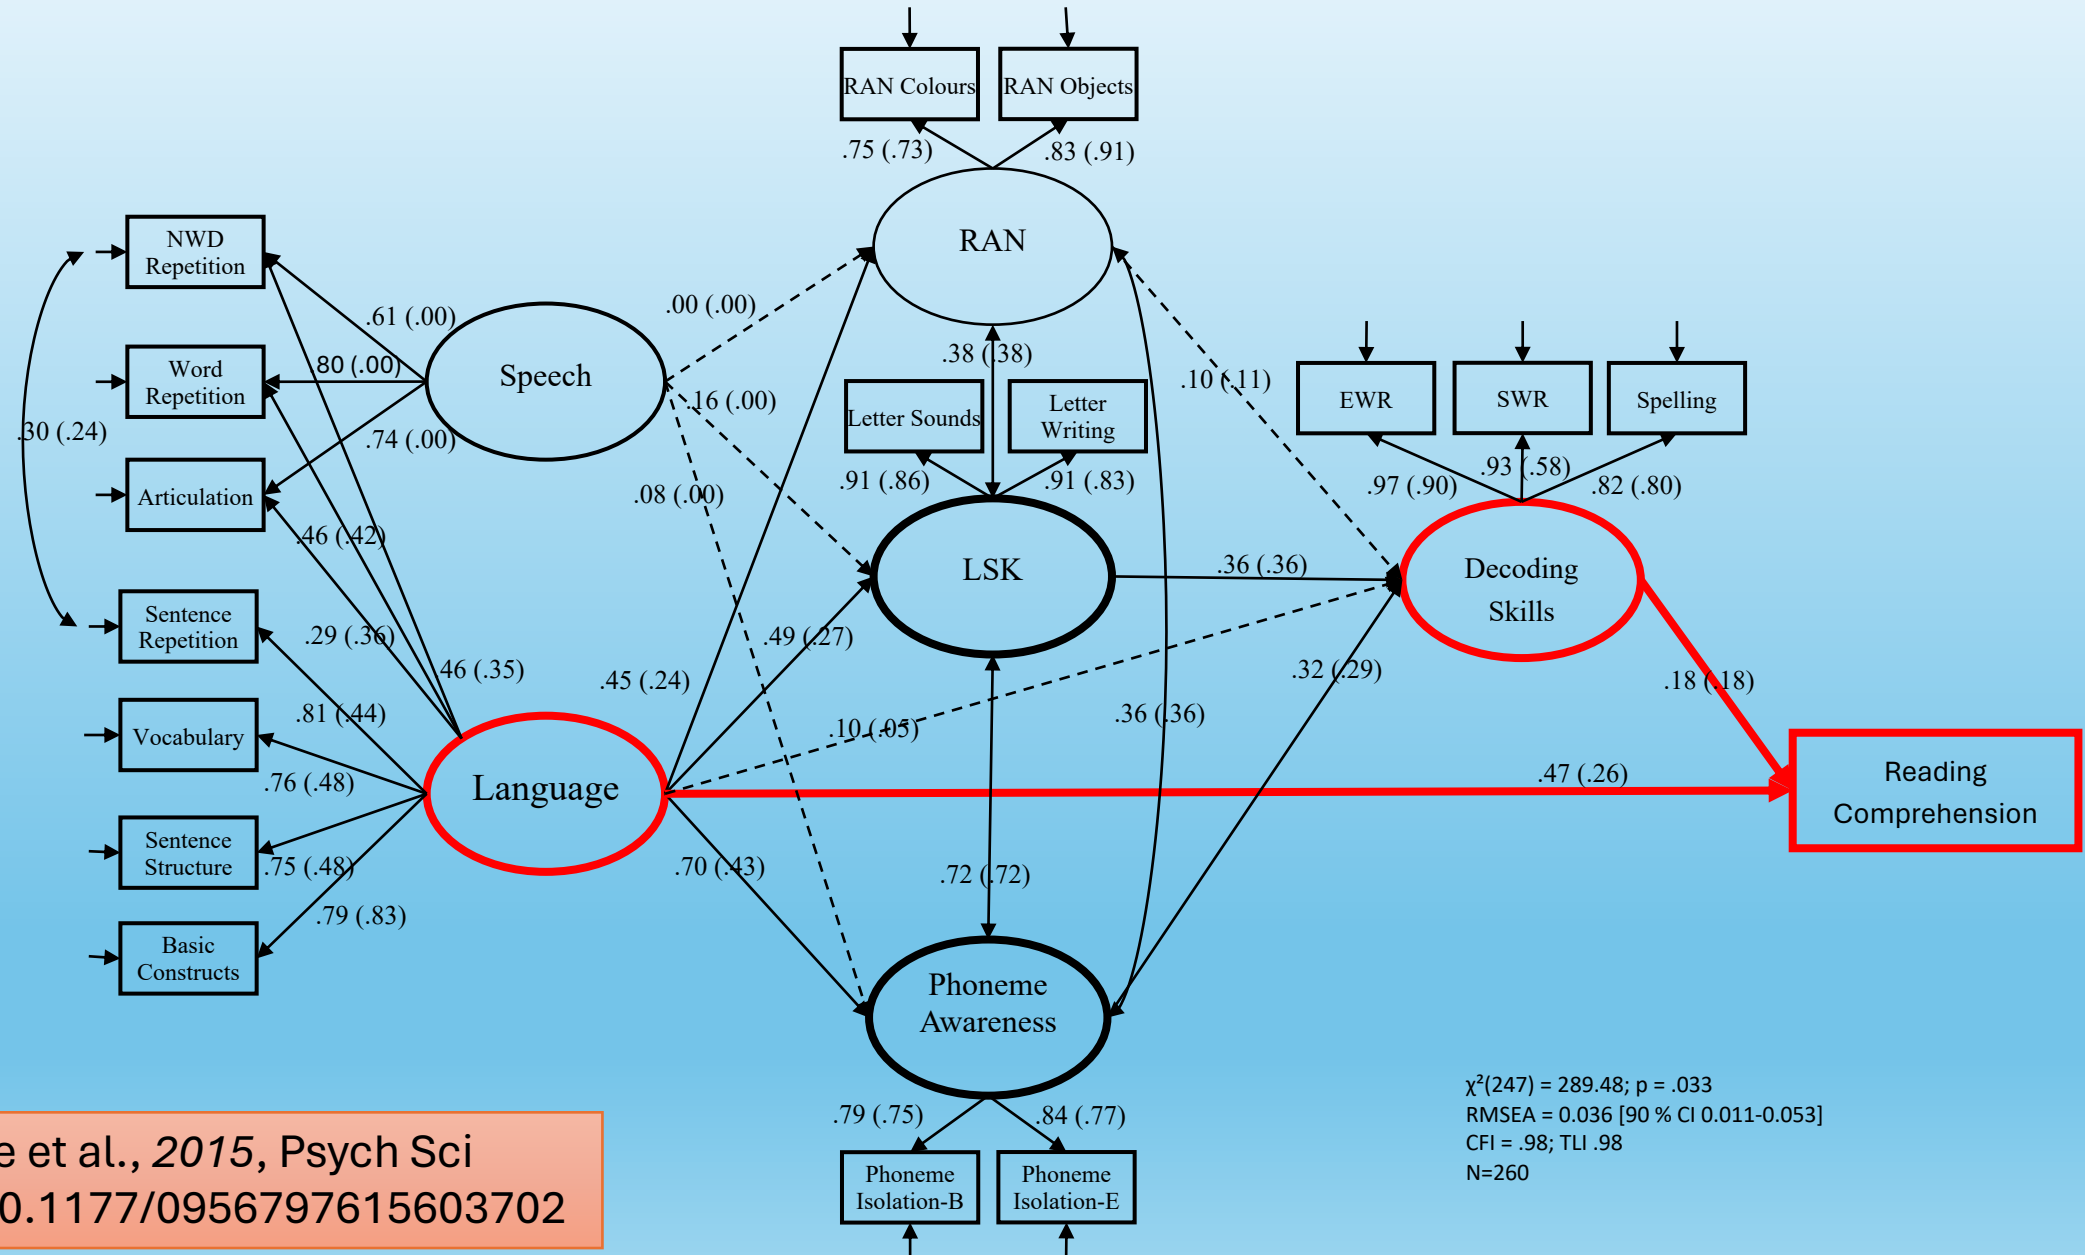 RAN Colours
RAN Objects
.75 (.73)
.83 (.91)
RAN
NWD
Repetition
.61 (.00)
.00 (.00)
Word
Repetition
.80 (.00)
Speech
.38 (.38)
.10 (.11)
.16 (.00)
Letter Sounds
Letter
Writing
EWR
SWR
Spelling
.30 (.24)
.74 (.00)
Articulation
.08 (.00)
.91 (.86)
.91 (.83)
.97 (.90)
.93 (.58)
.82 (.80)
.46 (.42)
LSK
.36 (.36)
Decoding
Skills
Sentence
Repetition
.29 (.36)
.46 (.35)
.49 (.27)
.45 (.24)
.32 (.29)
.18 (.18)
.81 (.44)
Vocabulary
.10 (.05)
.36 (.36)
.76 (.48)
Language
.47 (.26)
Reading
Comprehension
Sentence
Structure
.75 (.48)
.70 (.43)
.72 (.72)
.79 (.83)
Basic
Constructs
Phoneme
Awareness
.79 (.75)
.84 (.77)
Phoneme
Isolation-B
Phoneme
Isolation-E
χ²(247) = 289.48; p = .033
RMSEA = 0.036 [90 % CI 0.011-0.053]
CFI = .98; TLI .98
N=260
e et al., 2015, Psych Sci
0.1177/0956797615603702